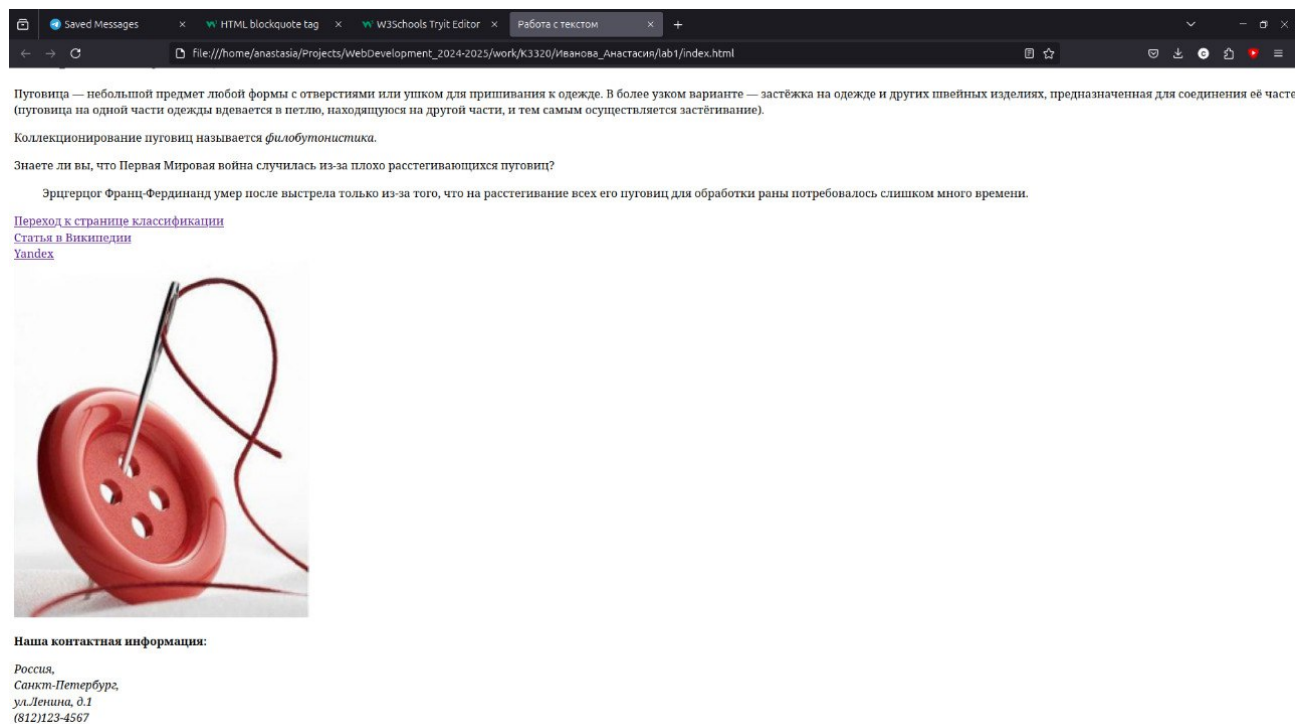 Saved Messages
HTML blockquote tag
W3Schools Tryit Editor
Работа с текстом
file:///home/anastasia/Projects/WebDevelopment_2024-2025/work/K3320/Иванова_Анастасия/lab1/index.html
Пуговица — небольшой предмет любой формы с отверстиями или ушком для пришивания к одежде. В более узком варианте — застёжка на одежде и других швейных изделиях, предназначенная для соединения её часте
(пуговица на одной части одежды вдевается в петлю, находящуюся на другой части, и тем самым осуществляется застёгивание).
Коллекционирование пуговиц называется филобутонистика.
Знаете ли вы, что Первая Мировая война случилась из-за плохо расстегивающихся пуговиц?
Эрцгерцог Франц-Фердинанд умер после выстрела только из-за того, что на расстегивание всех его пуговиц для обработки раны потребовалось слишком много времени.
Переход к странице классификации
Статья в Википедии
Yandex
Наша контактная информация:
Россия,
Санкт-Петербург,
ул.Ленина, д.1
(812)123-4567